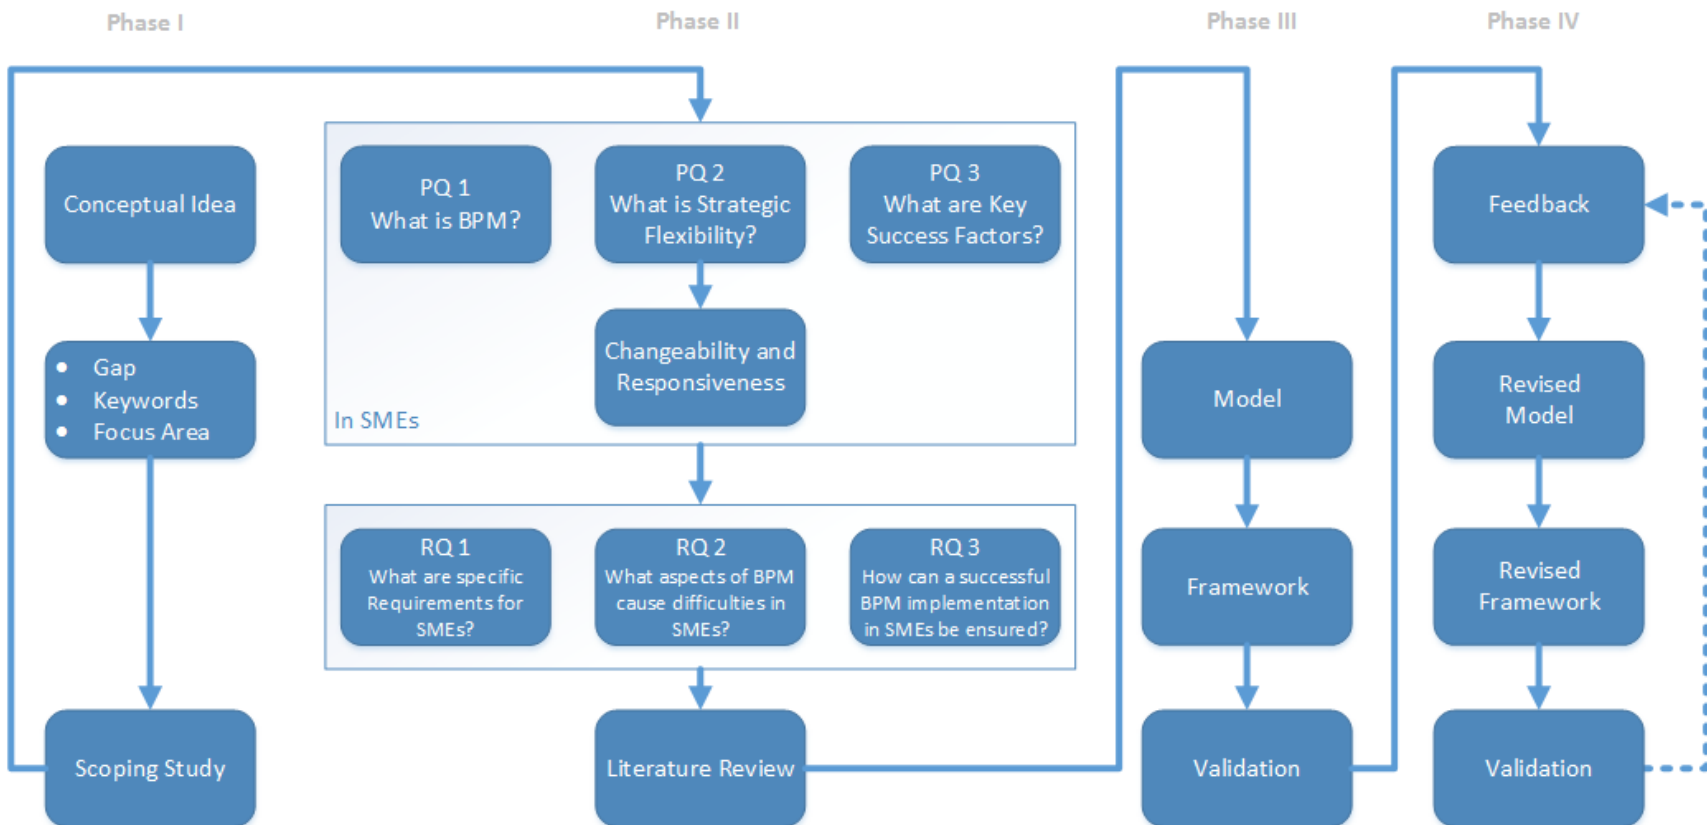 Phase I
Phase II
Phase III
Phase IV
Conceptual Idea
• Gap
• Keywords
• Focus Area
Scoping Study
PQ 1
What is BPM?
PQ 2
What is Strategic
Flexibility?
PQ 3
What are Key
Success Factors?
Changeability and
Responsiveness
In SMEs
RQ 1
What are specific
Requirements for
SMEs?
RQ 2
What aspects of BPM
cause difficulties in
SMEs?
RQ 3
How can a successful
BPM implementation
in SMEs be ensured?
Literature Review
Model
Framework
Validation
Feedback
Revised
Model
Revised
Framework
Validation